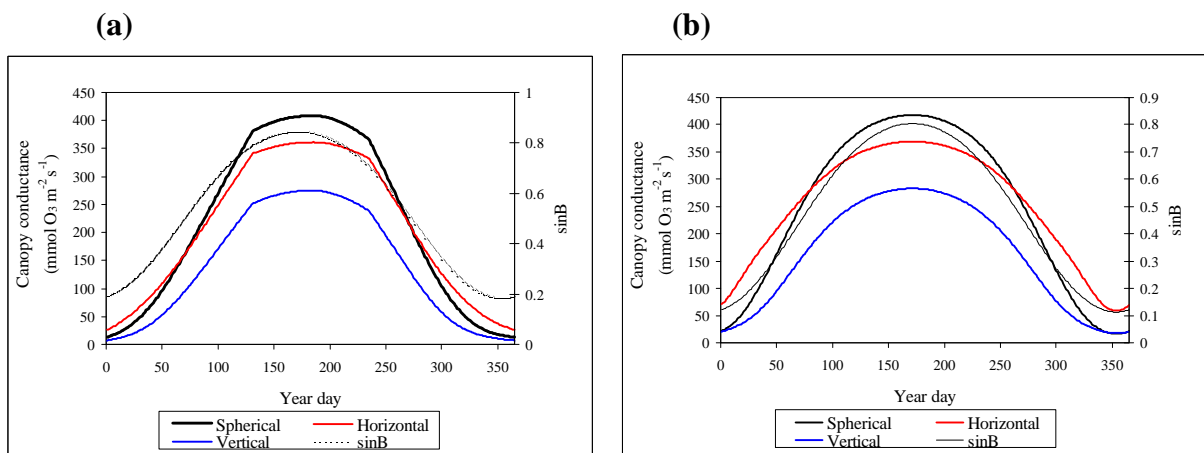 (a)
Canopy conductance
(mmol O₃ m⁻² s⁻¹)
450
400
350
300
250
200
150
100
50
0
1
0.8
0.6
0.4
0.2
0
sinB
0 50 100 150 200 250 300 350
Year day
Spherical Horizontal
Vertical sinB
(b)
Canopy conductance
(mmol O₃ m⁻² s⁻¹)
450
400
350
300
250
200
150
100
50
0
0.9
0.8
0.7
0.6
0.5
0.4
0.3
0.2
0.1
0
sinB
0 50 100 150 200 250 300 350
Year day
Spherical Horizontal
Vertical sinB